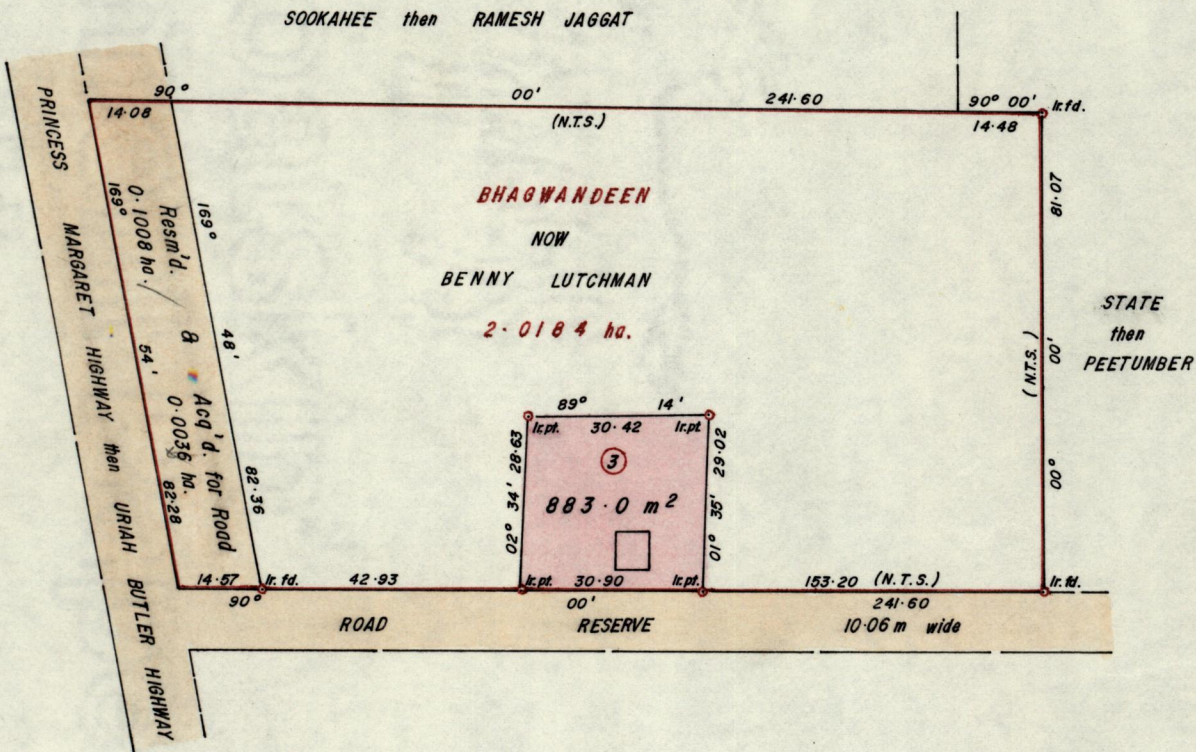 SOOKAHEE then RAMESH JAGGAT
90° 00' 241·60 90° 00' Ir.fd.
14·08 (N.T.S.) 14·48
PRINCESS MARGARET HIGHWAY then URIAH BUTLER HIGHWAY
169° 54' 82·28
Resm'd. & Acq'd. for Road
0·1008 ha. 0·0036 ha.
169° 48' 82·36
BHAGWANDEEN
NOW
BENNY LUTCHMAN
2·0184 ha.
81·07
00° 00' (N.T.S.)
STATE
then
PEETUMBER
89° 14'
Ir.pt. 30·42 Ir.pt.
3
02° 34' 28·63
883·0 m²
01° 35' 29·02
14·57 Ir.fd. 42·93 Ir.pt. 30·90 Ir.pt. 153·20 (N.T.S.) Ir.fd.
90° 00' 241·60
ROAD RESERVE 10·06 m wide